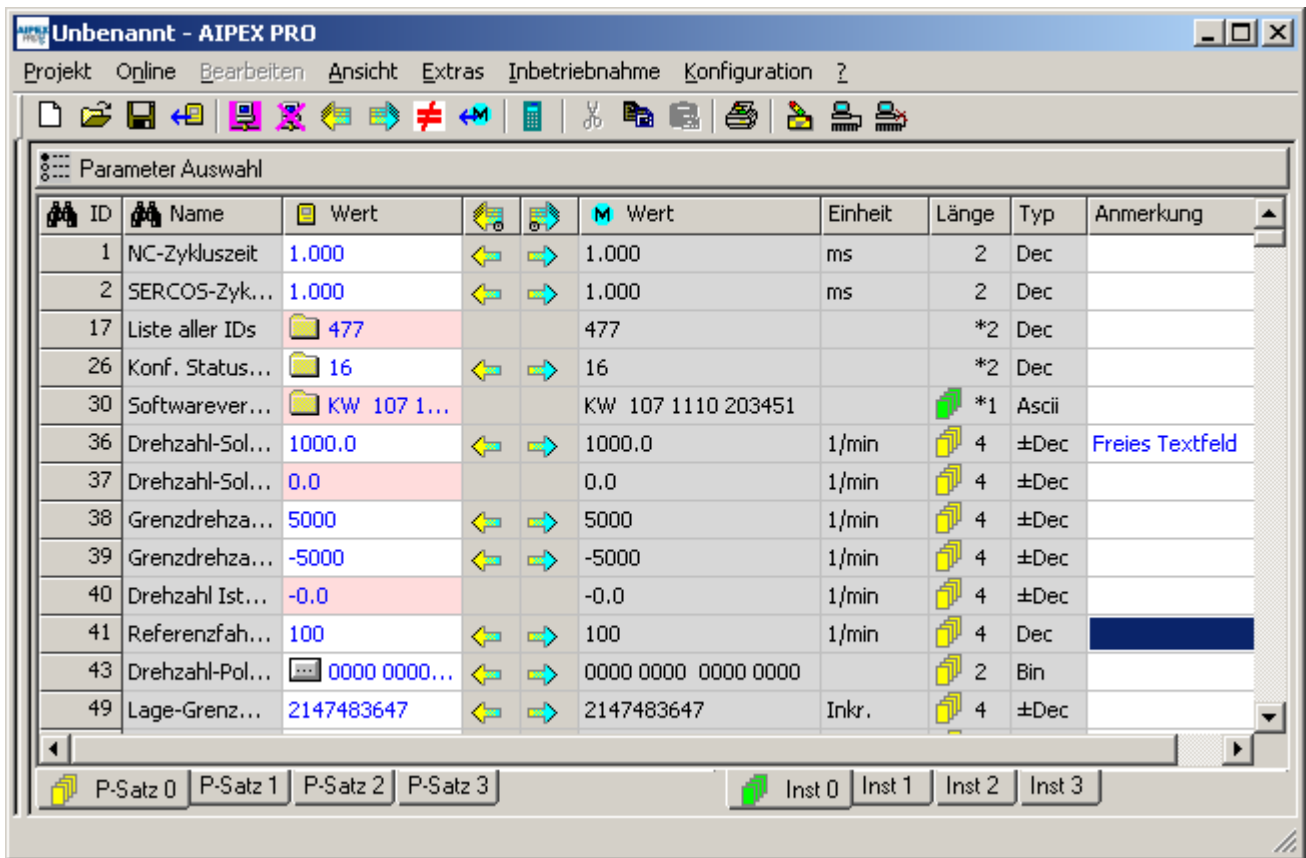 Unbenannt - AIPEX PRO
Projekt Online Bearbeiten Ansicht Extras Inbetriebnahme Konfiguration ?
Parameter Auswahl
ID Name Wert M Wert Einheit Länge Typ Anmerkung
1 NC-Zykluszeit 1.000 1.000 ms 2 Dec
2 SERCOS-Zyk... 1.000 1.000 ms 2 Dec
17 Liste aller IDs 477 477 *2 Dec
26 Konf. Status... 16 16 *2 Dec
30 Softwarever... KW 107 1... KW 107 1110 203451 *1 Ascii
36 Drehzahl-Sol... 1000.0 1000.0 1/min 4 ±Dec Freies Textfeld
37 Drehzahl-Sol... 0.0 0.0 1/min 4 ±Dec
38 Grenzdrehza... 5000 5000 1/min 4 ±Dec
39 Grenzdrehza... -5000 -5000 1/min 4 ±Dec
40 Drehzahl Ist... -0.0 -0.0 1/min 4 ±Dec
41 Referenzfah... 100 100 1/min 4 Dec
43 Drehzahl-Pol... 0000 0000... 0000 0000 0000 0000 2 Bin
49 Lage-Grenz... 2147483647 2147483647 Inkr. 4 ±Dec
P-Satz 0 P-Satz 1 P-Satz 2 P-Satz 3 Inst 0 Inst 1 Inst 2 Inst 3